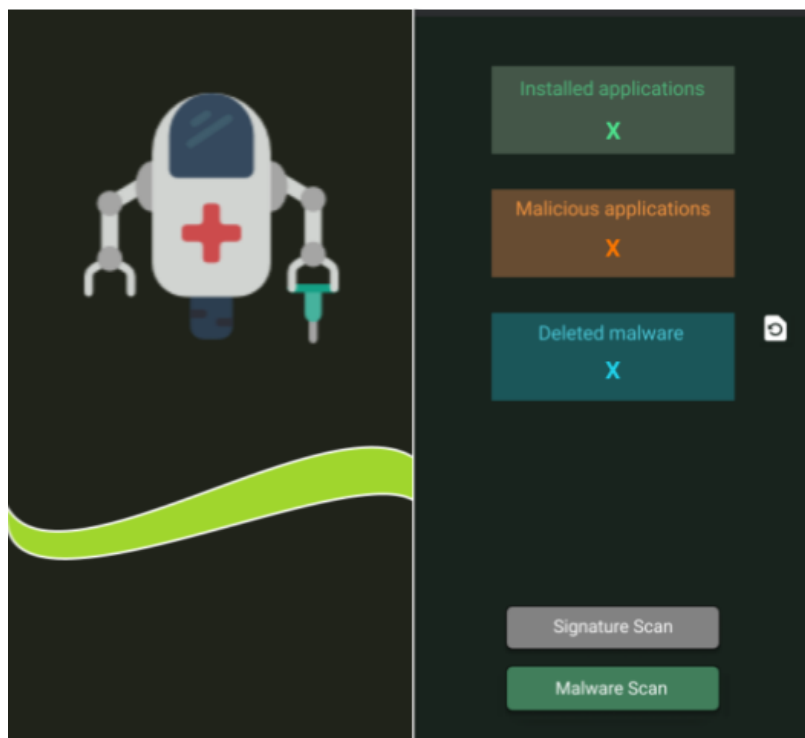 Installed applications
X
Malicious applications
X
Deleted malware
X
Signature Scan
Malware Scan